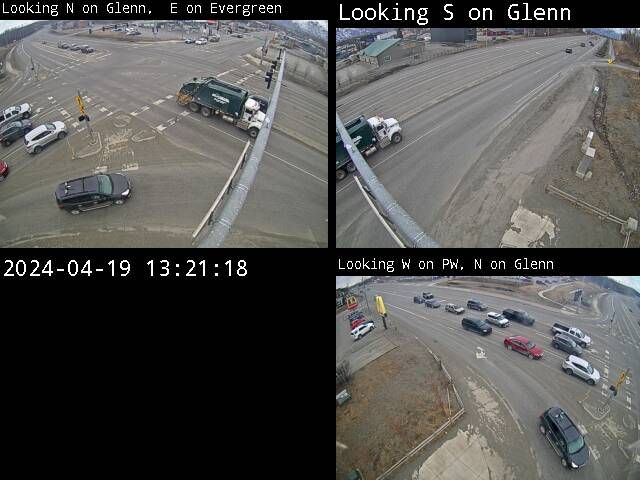 Looking N on Glenn,  E on Evergreen
Looking S on Glenn
2024-04-19 13:21:18
Looking W on PW, N on Glenn